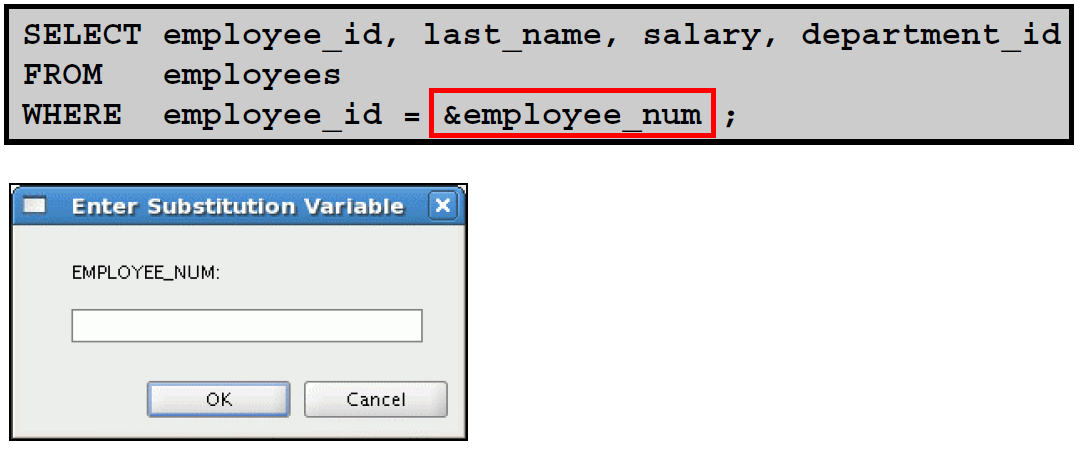 SELECT employee_id, last_name, salary, department_id
FROM employees
WHERE employee_id = &employee_num ;
Enter Substitution Variable
EMPLOYEE_NUM:
OK Cancel